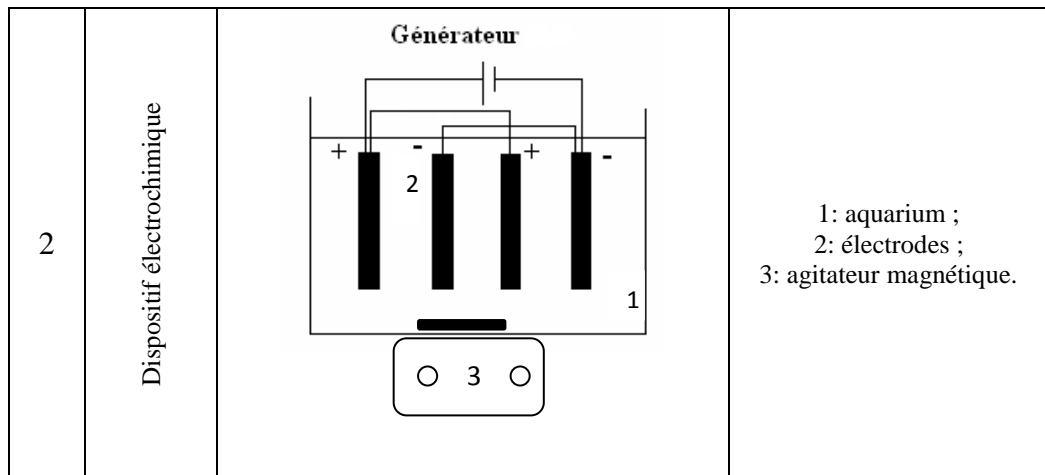 2
Dispositif électrochimique
Générateur
+ - + -
2
1
3
1: aquarium ;
2: électrodes ;
3: agitateur magnétique.